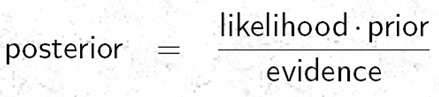 posterior = likelihood · prior
evidence